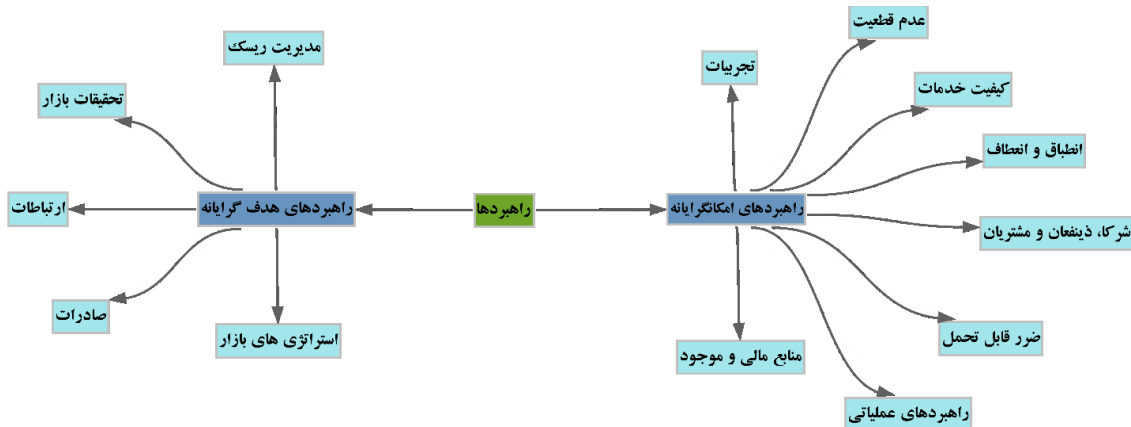 عدم قطعیت
مدیریت ریسک
تجربیات
کیفیت خدمات
تحقیقات بازار
انطباق و انعطاف
راهبردهای امکانگرایانه
راهبردها
راهبردهای هدف گرایانه
ارتباطات
شرکا، ذینفعان و مشتریان
صادرات
ضرر قابل تحمل
استراتژی های بازار
منابع مالی و موجود
راهبردهای عملیاتی